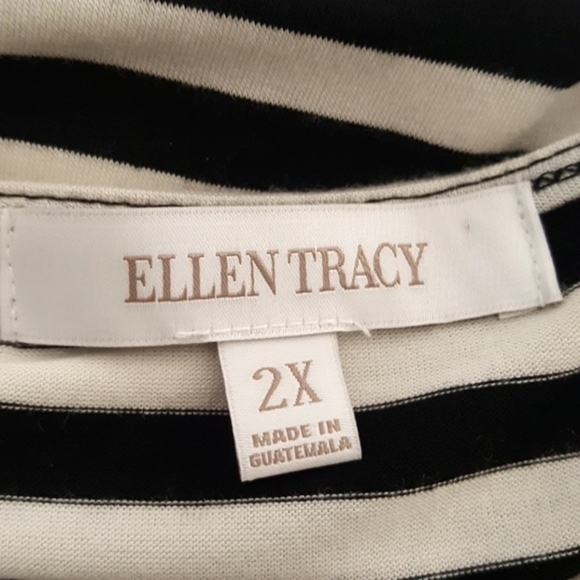 ELLEN TRACY
2X
MADE IN
GUATEMALA